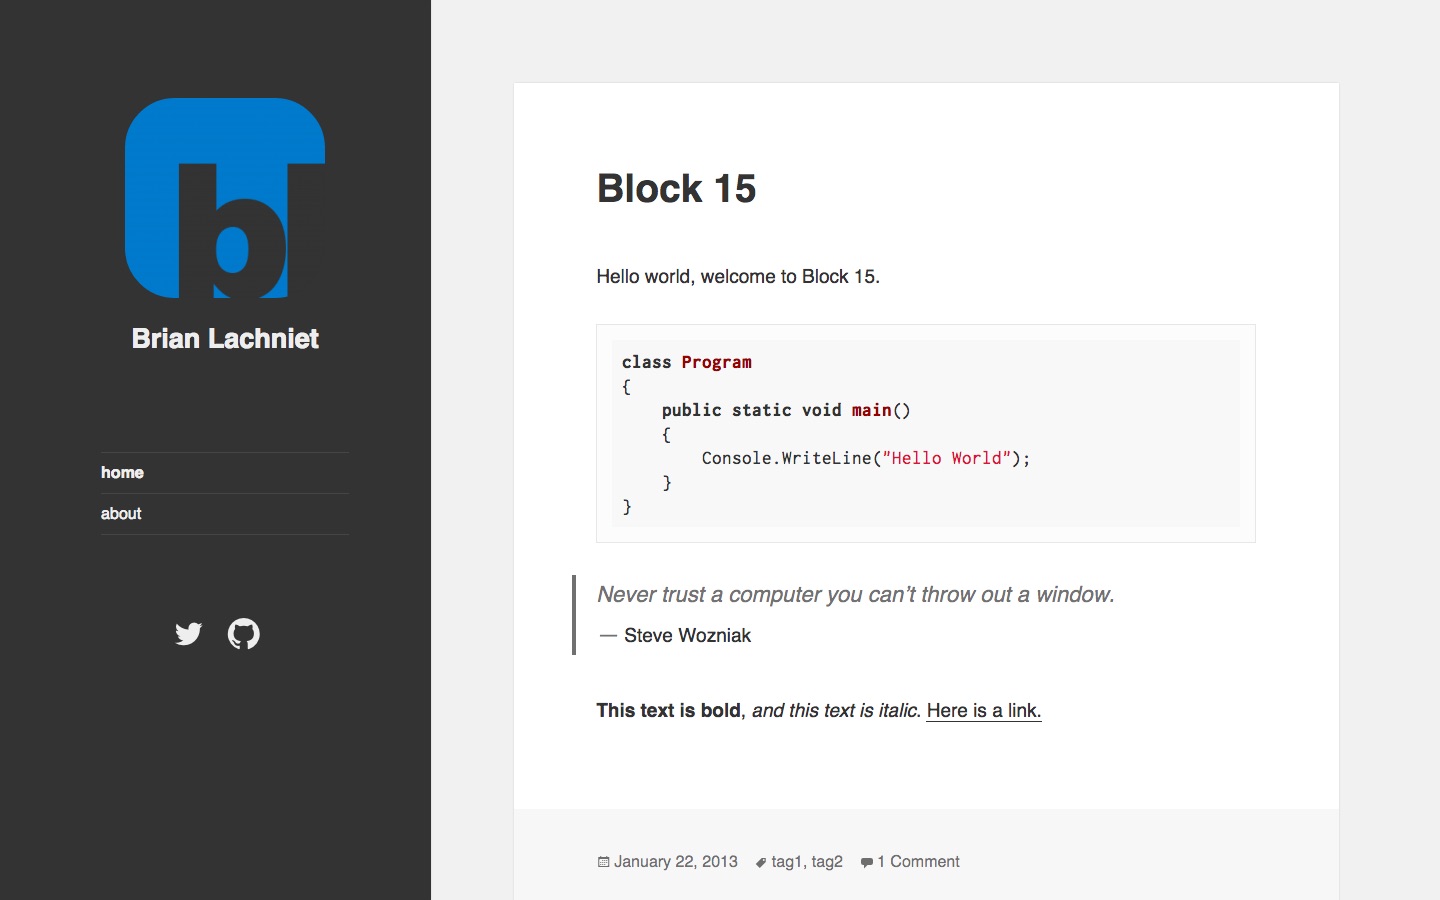 bl
Brian Lachniet
home
about
Block 15
Hello world, welcome to Block 15.
class Program
{
    public static void main()
    {
        Console.WriteLine("Hello World");
    }
}
Never trust a computer you can’t throw out a window.
— Steve Wozniak
This text is bold, and this text is italic. Here is a link.
January 22, 2013 tag1, tag2 1 Comment